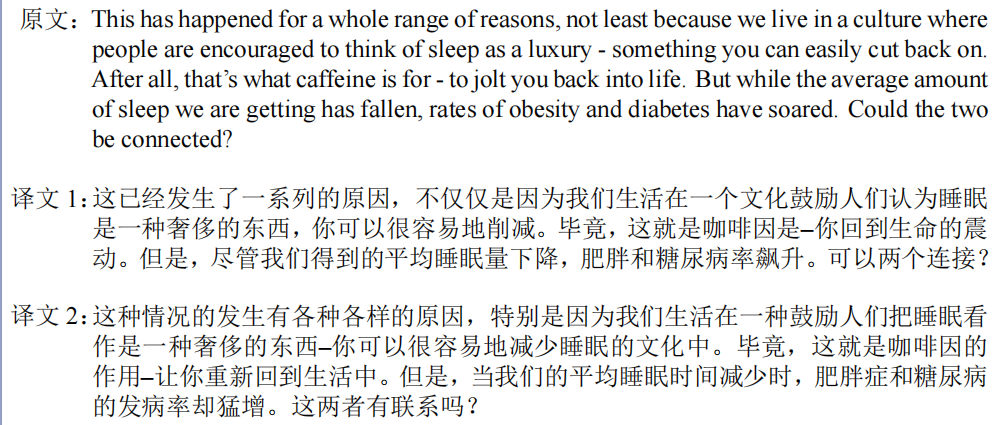 原文：This has happened for a whole range of reasons, not least because we live in a culture where
people are encouraged to think of sleep as a luxury - something you can easily cut back on.
After all, that's what caffeine is for - to jolt you back into life. But while the average amount
of sleep we are getting has fallen, rates of obesity and diabetes have soared. Could the two
be connected?
译文 1:这已经发生了一系列的原因，不仅仅是因为我们生活在一个文化鼓励人们认为睡眠
是一种奢侈的东西，你可以很容易地削减。毕竟，这就是咖啡因是–你回到生命的震
动。但是，尽管我们得到的平均睡眠量下降，肥胖和糖尿病率飙升。可以两个连接？
译文 2:这种情况的发生有各种各样的原因，特别是因为我们生活在一种鼓励人们把睡眠看
作是一种奢侈的东西–你可以很容易地减少睡眠的文化中。毕竟，这就是咖啡因的
作用–让你重新回到生活中。但是，当我们的平均睡眠时间减少时，肥胖症和糖尿病
的发病率却猛增。这两者有联系吗？